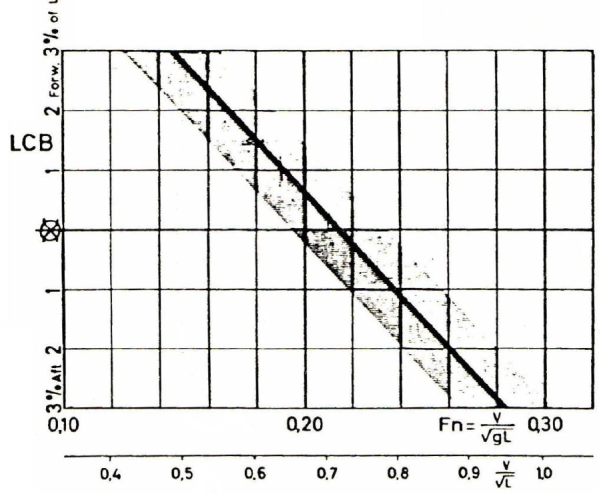 3 % of L
Forw.
2
LCB
1
1
2
Aft
3 %
0,10 0,20 Fn = V/√gL 0,30
0,4 0,5 0,6 0,7 0,8 0,9 V/√L 1,0